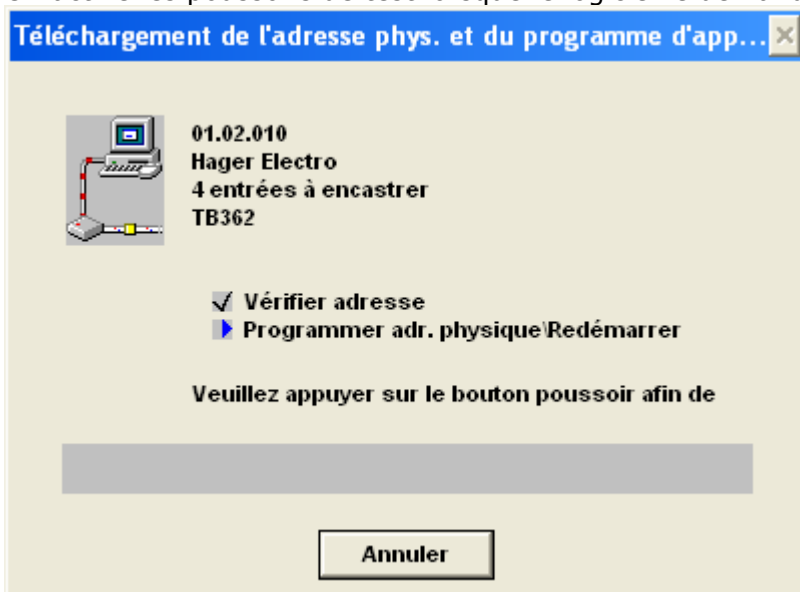 Téléchargement de l'adresse phys. et du programme d'app...
01.02.010
Hager Electro
4 entrées à encastrer
TB362
Vérifier adresse
Programmer adr. physique\Redémarrer
Veuillez appuyer sur le bouton poussoir afin de
Annuler